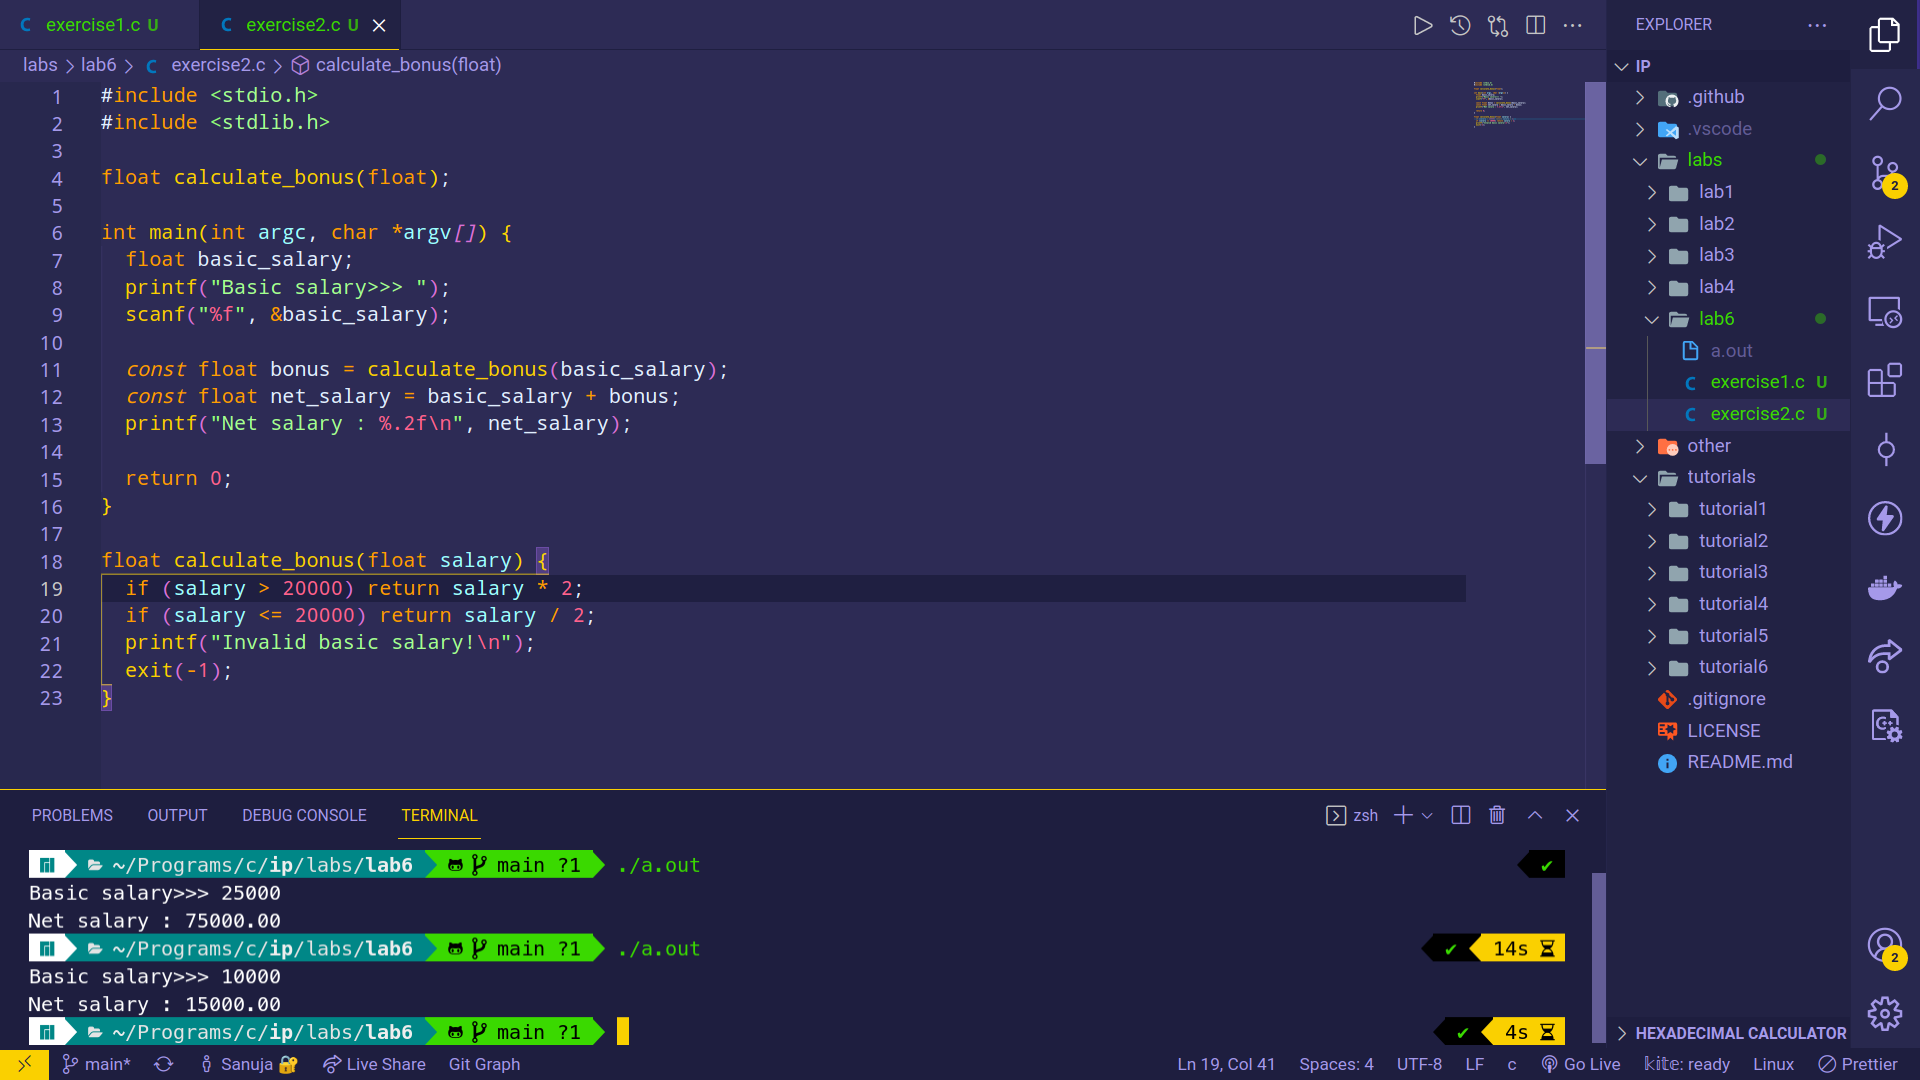 exercise1.c U
exercise2.c U
labs > lab6 > exercise2.c > calculate_bonus(float)
1 #include <stdio.h>
2 #include <stdlib.h>
3
4 float calculate_bonus(float);
5
6 int main(int argc, char *argv[]) {
7 float basic_salary;
8 printf("Basic salary>>> ");
9 scanf("%f", &basic_salary);
10
11 const float bonus = calculate_bonus(basic_salary);
12 const float net_salary = basic_salary + bonus;
13 printf("Net salary : %.2f\n", net_salary);
14
15 return 0;
16 }
17
18 float calculate_bonus(float salary) {
19 if (salary > 20000) return salary * 2;
20 if (salary <= 20000) return salary / 2;
21 printf("Invalid basic salary!\n");
22 exit(-1);
23 }
PROBLEMS OUTPUT DEBUG CONSOLE TERMINAL
zsh
~/Programs/c/ip/labs/lab6 main ?1 ./a.out ✔
Basic salary>>> 25000
Net salary : 75000.00
~/Programs/c/ip/labs/lab6 main ?1 ./a.out ✔ 14s
Basic salary>>> 10000
Net salary : 15000.00
~/Programs/c/ip/labs/lab6 main ?1 ✔ 4s
EXPLORER
IP
.github
.vscode
labs
lab1
lab2
lab3
lab4
lab6
a.out
exercise1.c U
exercise2.c U
other
tutorials
tutorial1
tutorial2
tutorial3
tutorial4
tutorial5
tutorial6
.gitignore
LICENSE
README.md
HEXADECIMAL CALCULATOR
2
2
main* Sanuja Live Share Git Graph Ln 19, Col 41 Spaces: 4 UTF-8 LF c Go Live kite: ready Linux Prettier